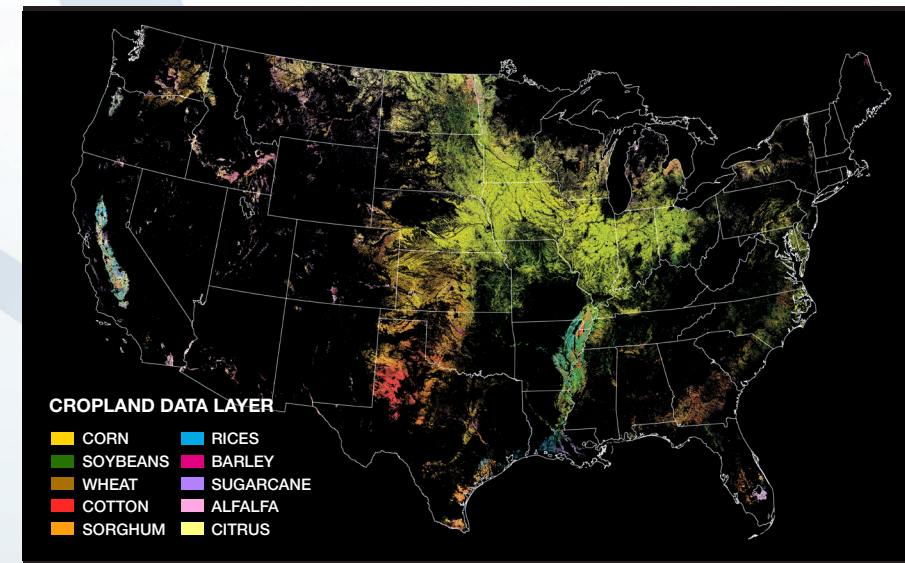 CROPLAND DATA LAYER
CORN
SOYBEANS
WHEAT
COTTON
SORGHUM
RICES
BARLEY
SUGARCANE
ALFALFA
CITRUS